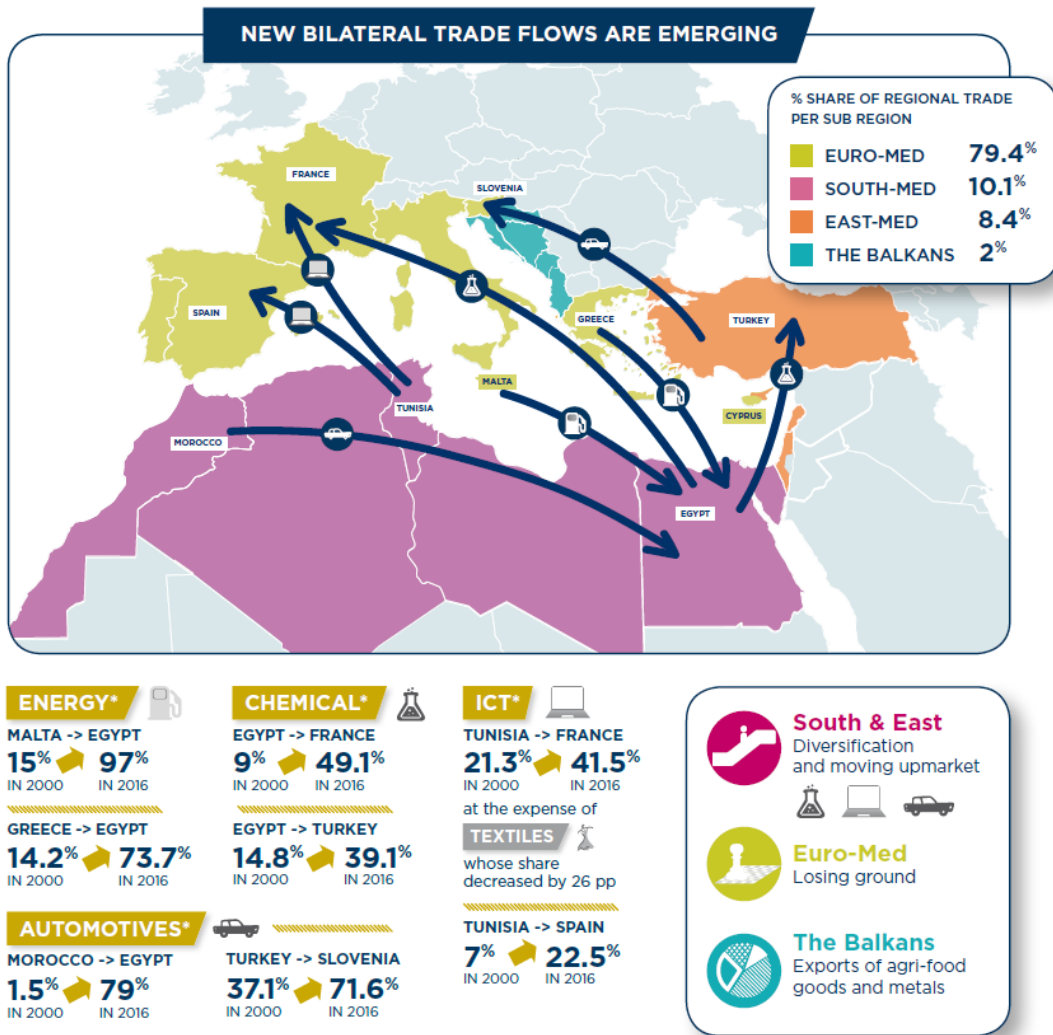 NEW BILATERAL TRADE FLOWS ARE EMERGING
% SHARE OF REGIONAL TRADE
PER SUB REGION
EURO-MED 79.4%
SOUTH-MED 10.1%
EAST-MED 8.4%
THE BALKANS 2%
FRANCE
SLOVENIA
SPAIN
GREECE
TURKEY
MALTA
CYPRUS
TUNISIA
MOROCCO
EGYPT
ENERGY*
MALTA -> EGYPT
15% 97%
IN 2000 IN 2016
GREECE -> EGYPT
14.2% 73.7%
IN 2000 IN 2016
CHEMICAL*
EGYPT -> FRANCE
9% 49.1%
IN 2000 IN 2016
EGYPT -> TURKEY
14.8% 39.1%
IN 2000 IN 2016
ICT*
TUNISIA -> FRANCE
21.3% 41.5%
IN 2000 IN 2016
at the expense of
TEXTILES
whose share
decreased by 26 pp
TUNISIA -> SPAIN
7% 22.5%
IN 2000 IN 2016
AUTOMOTIVES*
MOROCCO -> EGYPT
1.5% 79%
IN 2000 IN 2016
TURKEY -> SLOVENIA
37.1% 71.6%
IN 2000 IN 2016
South & East
Diversification
and moving upmarket
Euro-Med
Losing ground
The Balkans
Exports of agri-food
goods and metals